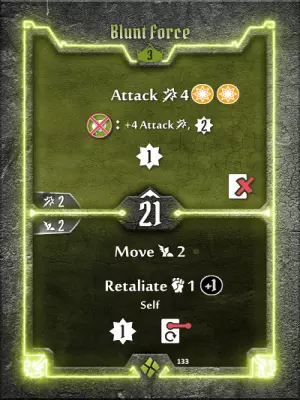 Blunt Force
3
Attack 4
: +4 Attack , 2
1
2
21
2
Move 2
Retaliate 1 +1
Self
1
133